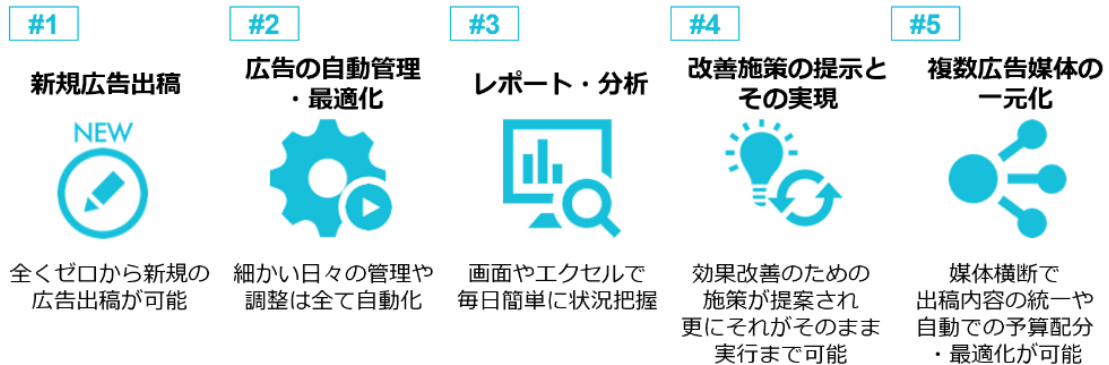 #1
新規広告出稿
NEW
全くゼロから新規の
広告出稿が可能
#2
広告の自動管理
・最適化
細かい日々の管理や
調整は全て自動化
#3
レポート・分析
画面やエクセルで
毎日簡単に状況把握
#4
改善施策の提示と
その実現
効果改善のための
施策が提案され
更にそれがそのまま
実行まで可能
#5
複数広告媒体の
一元化
媒体横断で
出稿内容の統一や
自動での予算配分
・最適化が可能